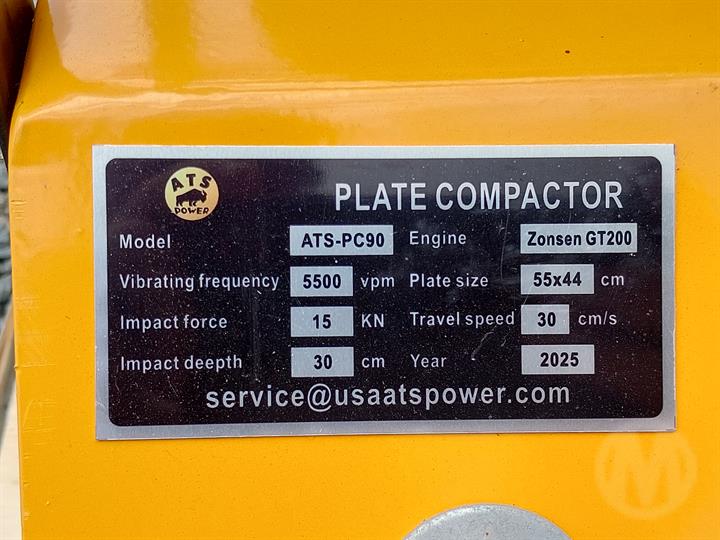 ATS
POWER
PLATE COMPACTOR
Model ATS-PC90 Engine Zonsen GT200
Vibrating frequency 5500 vpm Plate size 55x44 cm
Impact force 15 KN Travel speed 30 cm/s
Impact deepth 30 cm Year 2025
service@usaatspower.com
M